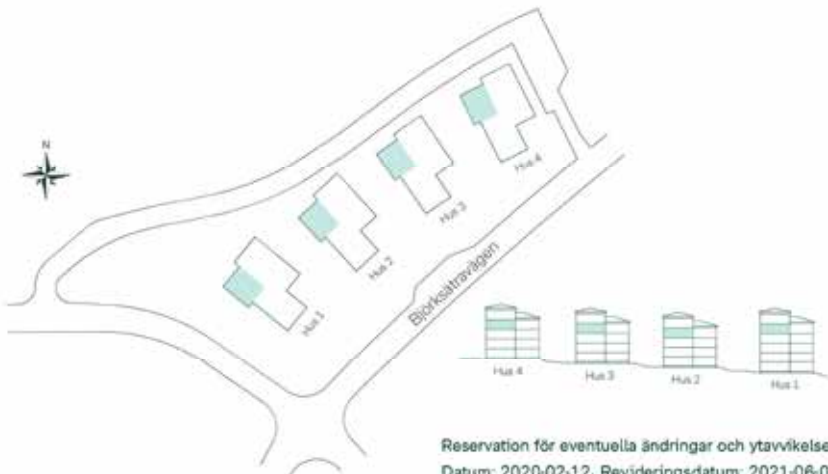 N
Hus 4
Hus 3
Hus 2
Hus 1
Björksätravägen
Hus 4
Hus 3
Hus 2
Hus 1
Reservation för eventuella ändringar och ytavvikelse
Datum: 2020-02-12. Revideringsdatum: 2021-06-0